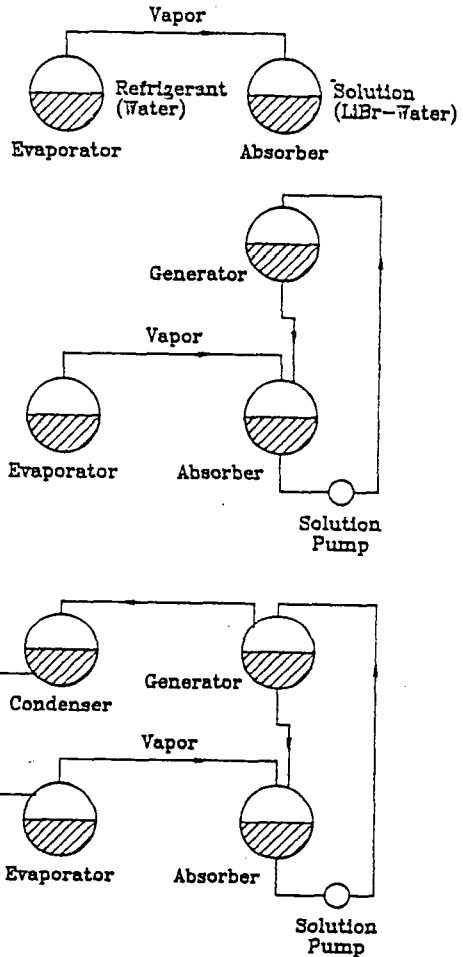 Vapor
Refrigerant
(Water)
Solution
(LiBr-Water)
Evaporator
Absorber
Generator
Vapor
Evaporator
Absorber
Solution
Pump
Condenser
Generator
Vapor
Evaporator
Absorber
Solution
Pump